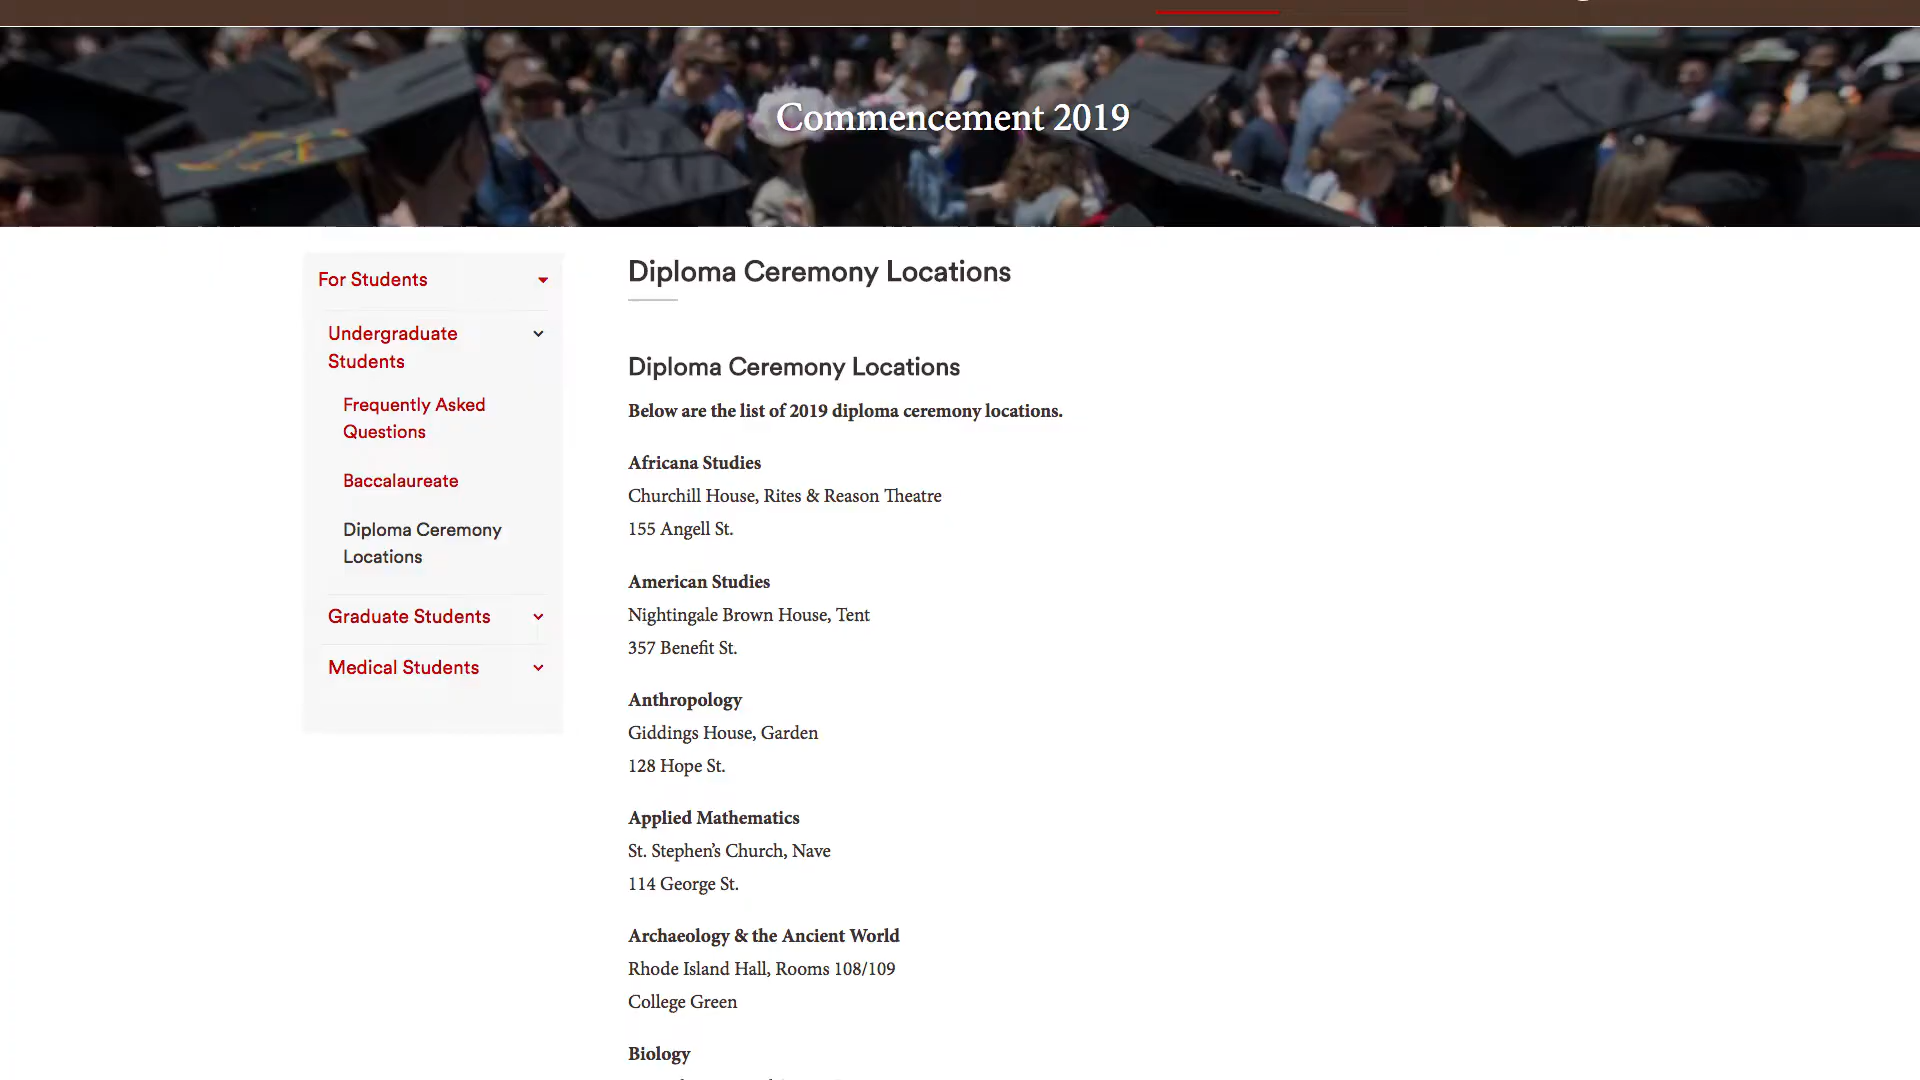 Commencement 2019
For Students
Undergraduate
Students
Frequently Asked
Questions
Baccalaureate
Diploma Ceremony
Locations
Graduate Students
Medical Students
Diploma Ceremony Locations
Diploma Ceremony Locations
Below are the list of 2019 diploma ceremony locations.
Africana Studies
Churchill House, Rites & Reason Theatre
155 Angell St.
American Studies
Nightingale Brown House, Tent
357 Benefit St.
Anthropology
Giddings House, Garden
128 Hope St.
Applied Mathematics
St. Stephen’s Church, Nave
114 George St.
Archaeology & the Ancient World
Rhode Island Hall, Rooms 108/109
College Green
Biology